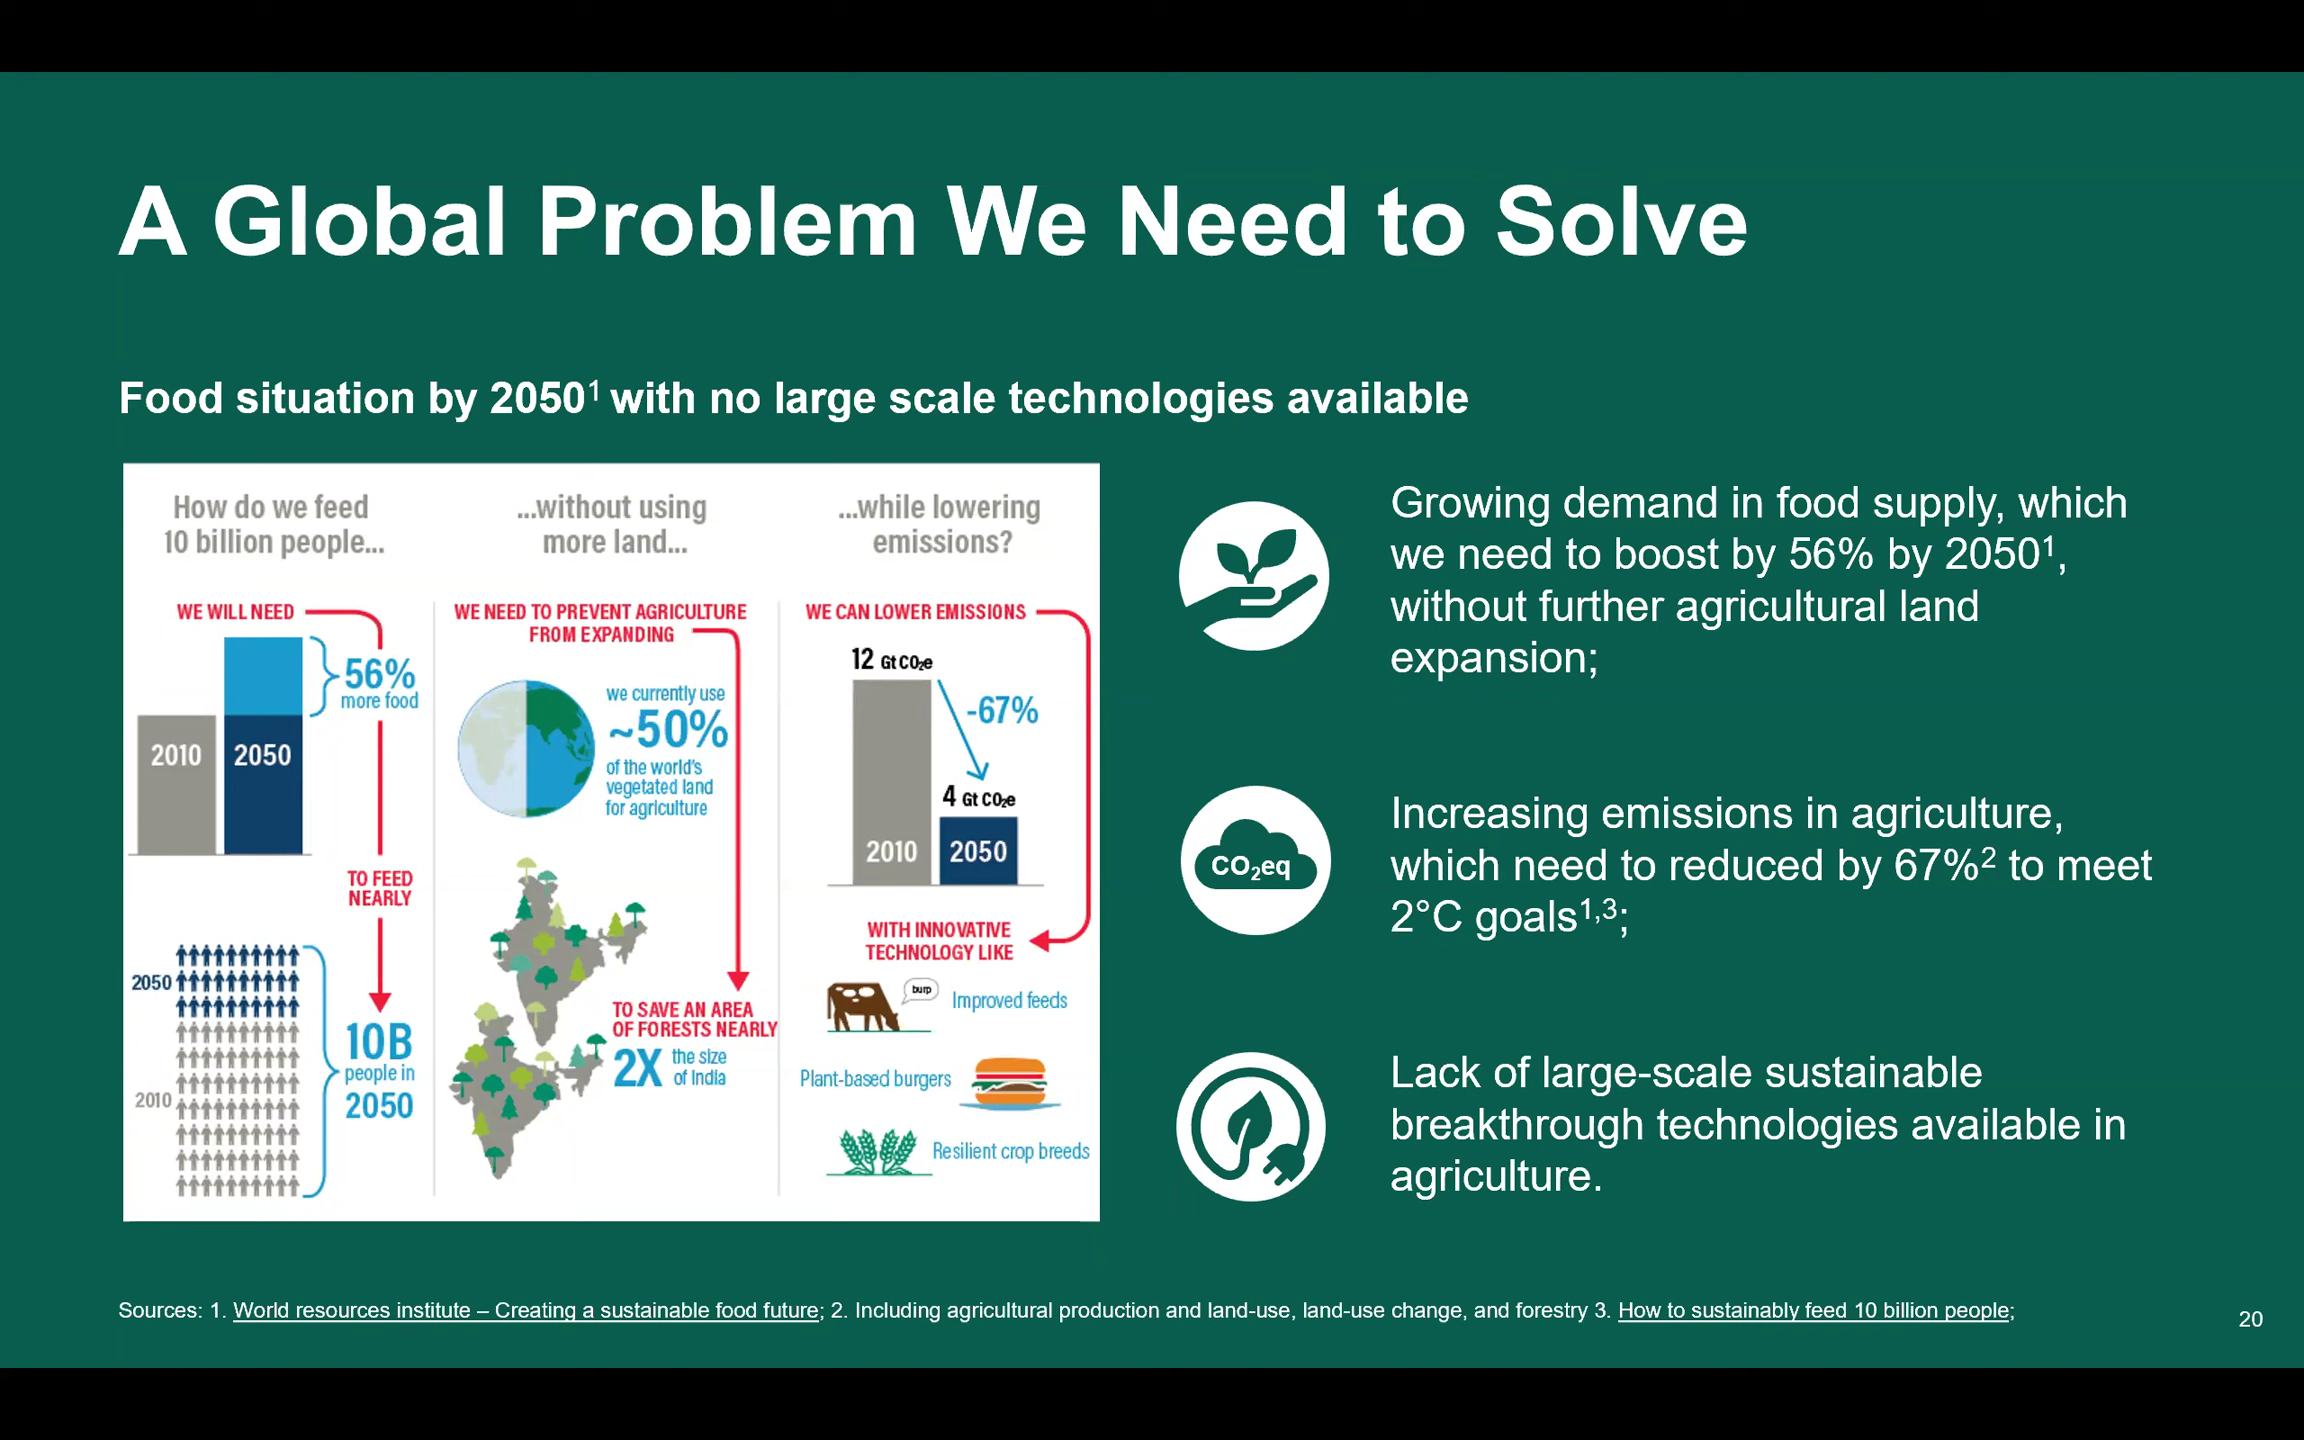 A Global Problem We Need to Solve
Food situation by 2050¹ with no large scale technologies available
How do we feed
10 billion people...
WE WILL NEED
56%
more food
2010
2050
TO FEED
NEARLY
2050
2010
10B
people in
2050
...without using
more land...
WE NEED TO PREVENT AGRICULTURE
FROM EXPANDING
we currently use
~50%
of the world's
vegetated land
for agriculture
TO SAVE AN AREA
OF FORESTS NEARLY
2X the size
of India
...while lowering
emissions?
WE CAN LOWER EMISSIONS
12 Gt CO₂e
-67%
4 Gt CO₂e
2010
2050
WITH INNOVATIVE
TECHNOLOGY LIKE
burp
Improved feeds
Plant-based burgers
Resilient crop breeds
Growing demand in food supply, which
we need to boost by 56% by 2050¹,
without further agricultural land
expansion;
CO₂eq
Increasing emissions in agriculture,
which need to reduced by 67%² to meet
2°C goals¹,³;
Lack of large-scale sustainable
breakthrough technologies available in
agriculture.
Sources: 1. World resources institute – Creating a sustainable food future; 2. Including agricultural production and land-use, land-use change, and forestry 3. How to sustainably feed 10 billion people;
20